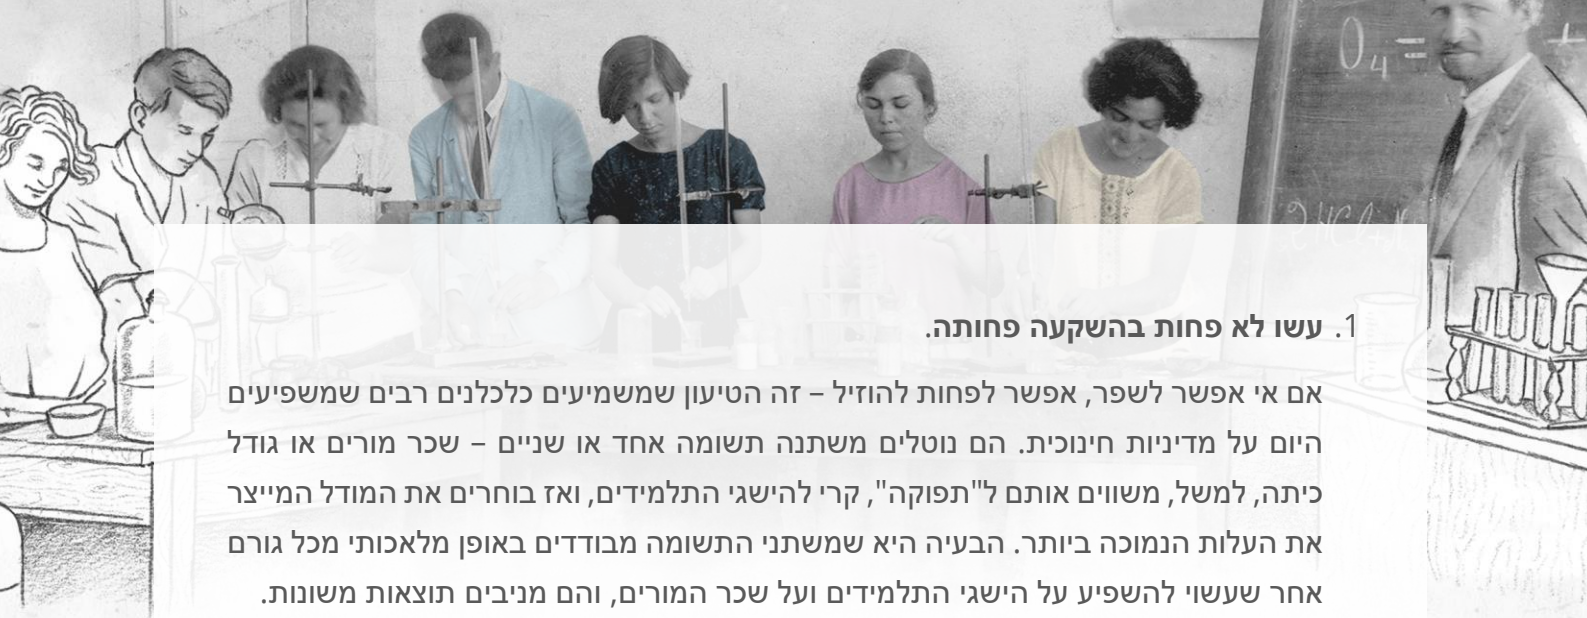 O₄ =
1. עשו לא פחות בהשקעה פחותה.
אם אי אפשר לשפר, אפשר לפחות להוזיל – זה הטיעון שמשמיעים כלכלנים רבים שמשפיעים
היום על מדיניות חינוכית. הם נוטלים משתנה תשומה אחד או שניים – שכר מורים או גודל
כיתה, למשל, משווים אותם ל"תפוקה", קרי להישגי התלמידים, ואז בוחרים את המודל המייצר
את העלות הנמוכה ביותר. הבעיה היא שמשתני התשומה מבודדים באופן מלאכותי מכל גורם
אחר שעשוי להשפיע על הישגי התלמידים ועל שכר המורים, והם מניבים תוצאות משונות.